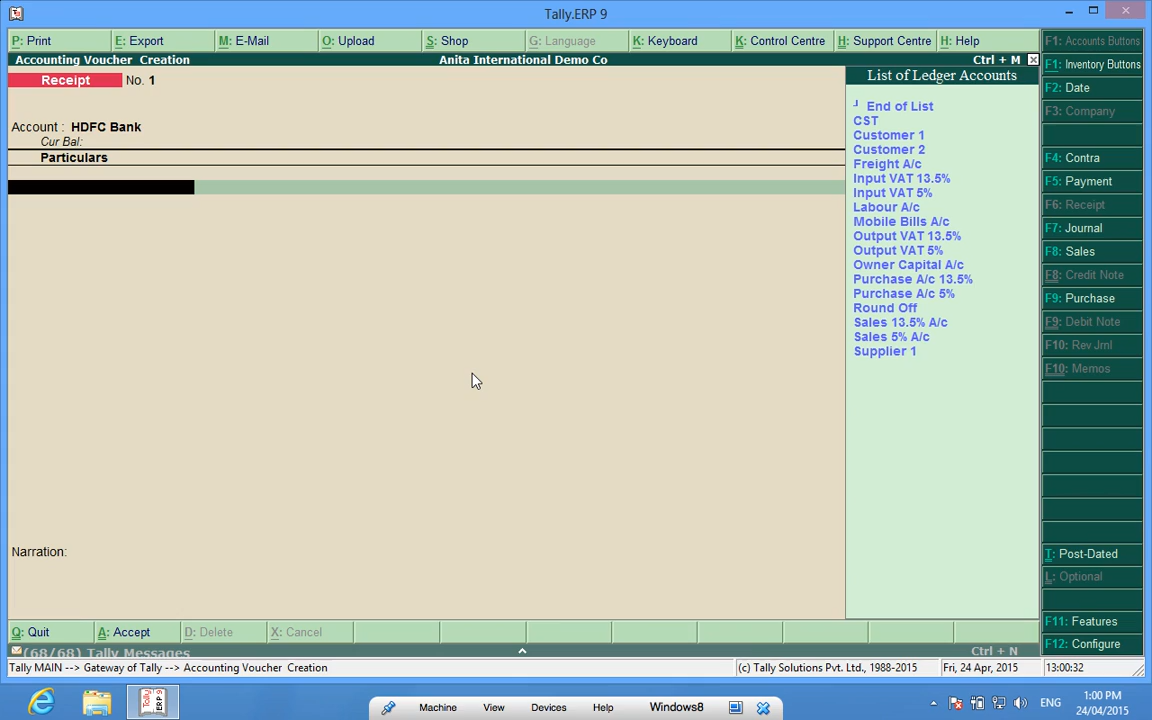 Tally.ERP 9
P: Print
E: Export
M: E-Mail
O: Upload
S: Shop
G: Language
K: Keyboard
K: Control Centre
H: Support Centre
H: Help
Accounting Voucher Creation
Anita International Demo Co
Ctrl + M
Receipt No. 1
Account : HDFC Bank
Cur Bal:
Particulars
Narration:
List of Ledger Accounts
End of List
CST
Customer 1
Customer 2
Freight A/c
Input VAT 13.5%
Input VAT 5%
Labour A/c
Mobile Bills A/c
Output VAT 13.5%
Output VAT 5%
Owner Capital A/c
Purchase A/c 13.5%
Purchase A/c 5%
Round Off
Sales 13.5% A/c
Sales 5% A/c
Supplier 1
F1: Accounts Buttons
F1: Inventory Buttons
F2: Date
F3: Company
F4: Contra
F5: Payment
F6: Receipt
F7: Journal
F8: Sales
F8: Credit Note
F9: Purchase
F9: Debit Note
F10: Rev Jrnl
F10: Memos
T: Post-Dated
L: Optional
F11: Features
F12: Configure
Q: Quit
A: Accept
D: Delete
X: Cancel
(68/68) Tally Messages
Ctrl + N
Tally MAIN --> Gateway of Tally --> Accounting Voucher Creation
(c) Tally Solutions Pvt. Ltd., 1988-2015
Fri, 24 Apr, 2015
13:00:32
Tally ERP 9
Machine
View
Devices
Help
Windows8
ENG
1:00 PM
24/04/2015